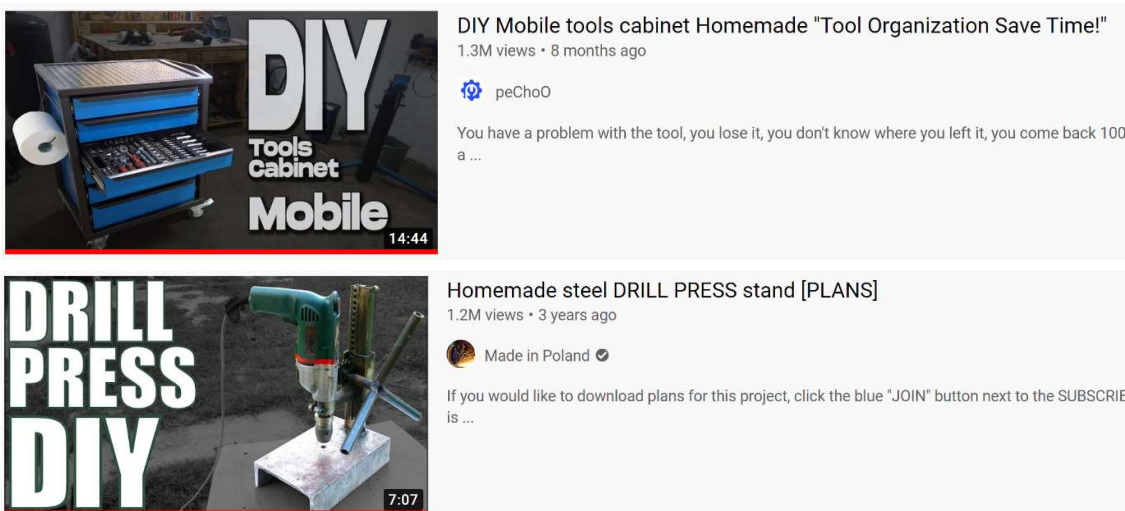 DIY
Tools
Cabinet
Mobile
14:44
DIY Mobile tools cabinet Homemade "Tool Organization Save Time!"
1.3M views • 8 months ago
peChoO
You have a problem with the tool, you lose it, you don't know where you left it, you come back 100
a ...
DRILL
PRESS
DIY
7:07
Homemade steel DRILL PRESS stand [PLANS]
1.2M views • 3 years ago
Made in Poland
If you would like to download plans for this project, click the blue "JOIN" button next to the SUBSCRIBE
is ...